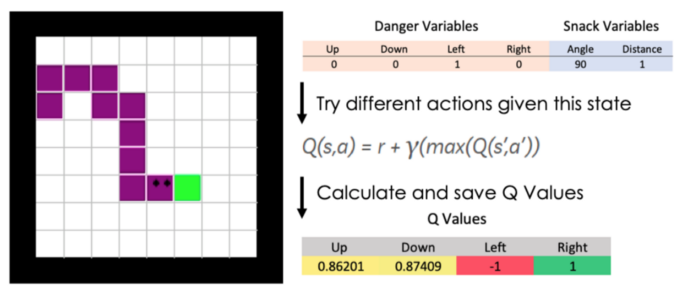 Danger Variables Snack Variables
Up Down Left Right Angle Distance
0 0 1 0 90 1
Try different actions given this state
Q(s,a) = r + γ(max(Q(s',a'))
Calculate and save Q Values
Q Values
Up Down Left Right
0.86201 0.87409 -1 1